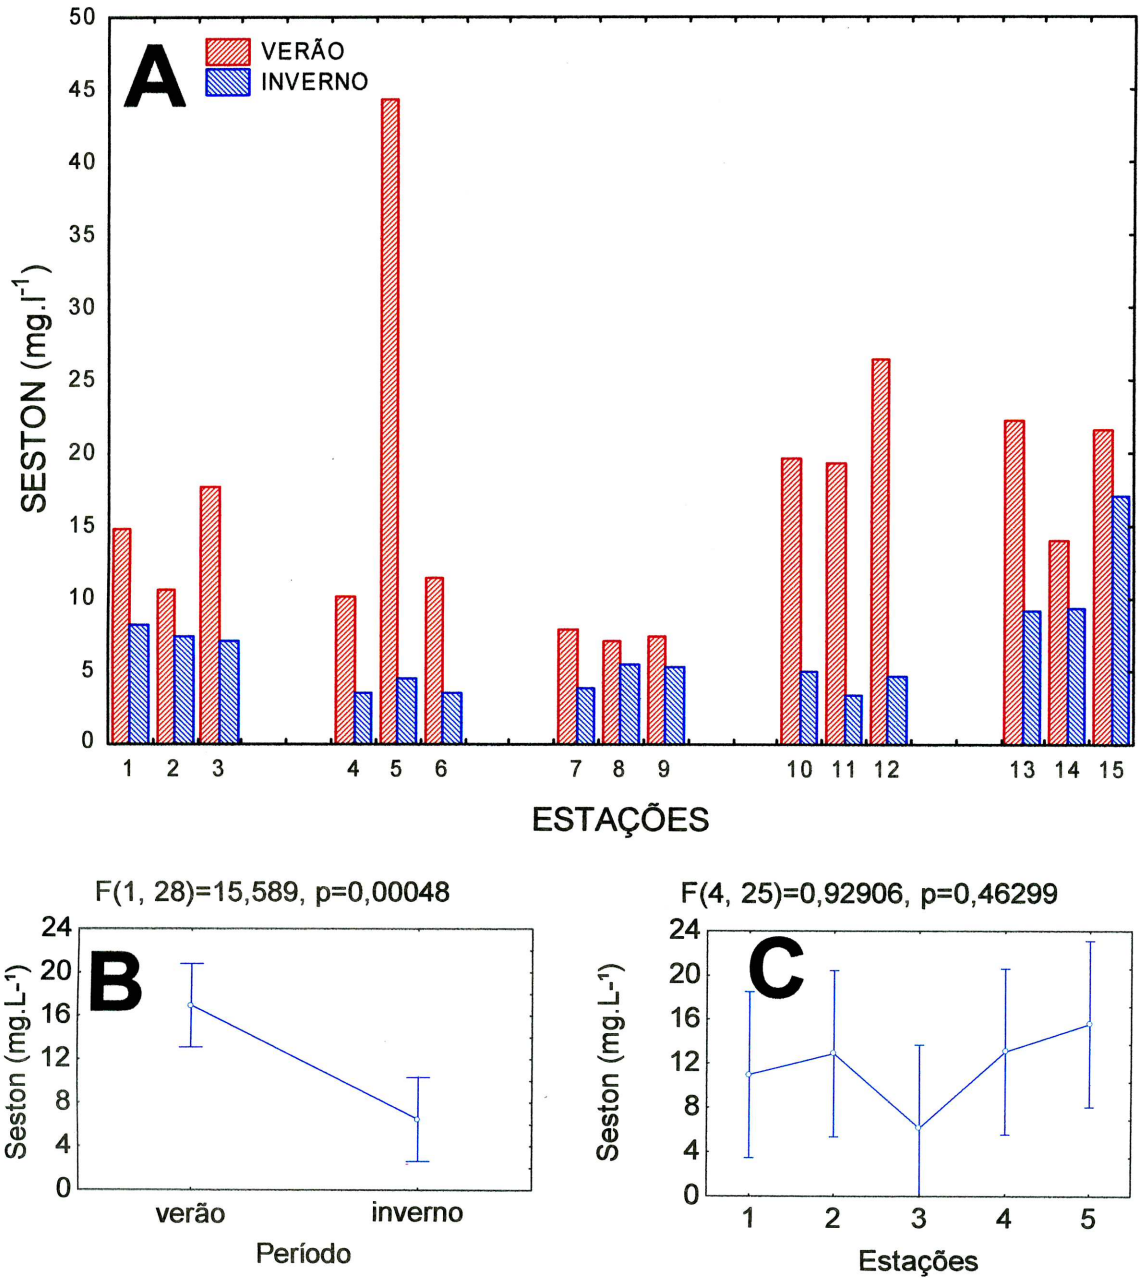 A
VERÃO
INVERNO
50
45
40
35
30
25
20
15
10
5
0
SESTON (mg.l⁻¹)
1 2 3 4 5 6 7 8 9 10 11 12 13 14 15
ESTAÇÕES
F(1, 28)=15,589, p=0,00048
B
24
20
16
12
8
4
0
Seston (mg.L-¹)
verão inverno
Período
F(4, 25)=0,92906, p=0,46299
C
24
20
16
12
8
4
0
Seston (mg.L-¹)
1 2 3 4 5
Estações